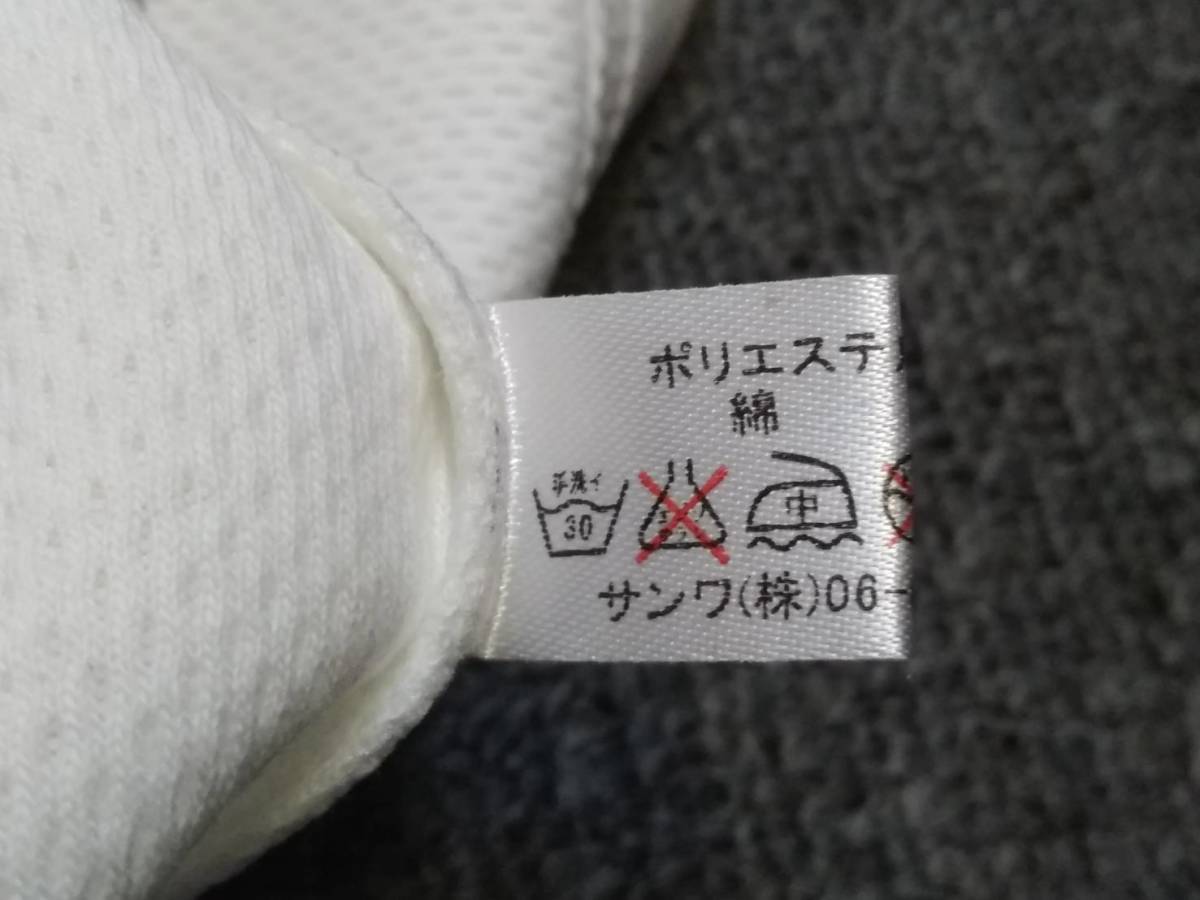 ポリエステ
綿
手洗イ
30
中
サンワ(株)06-